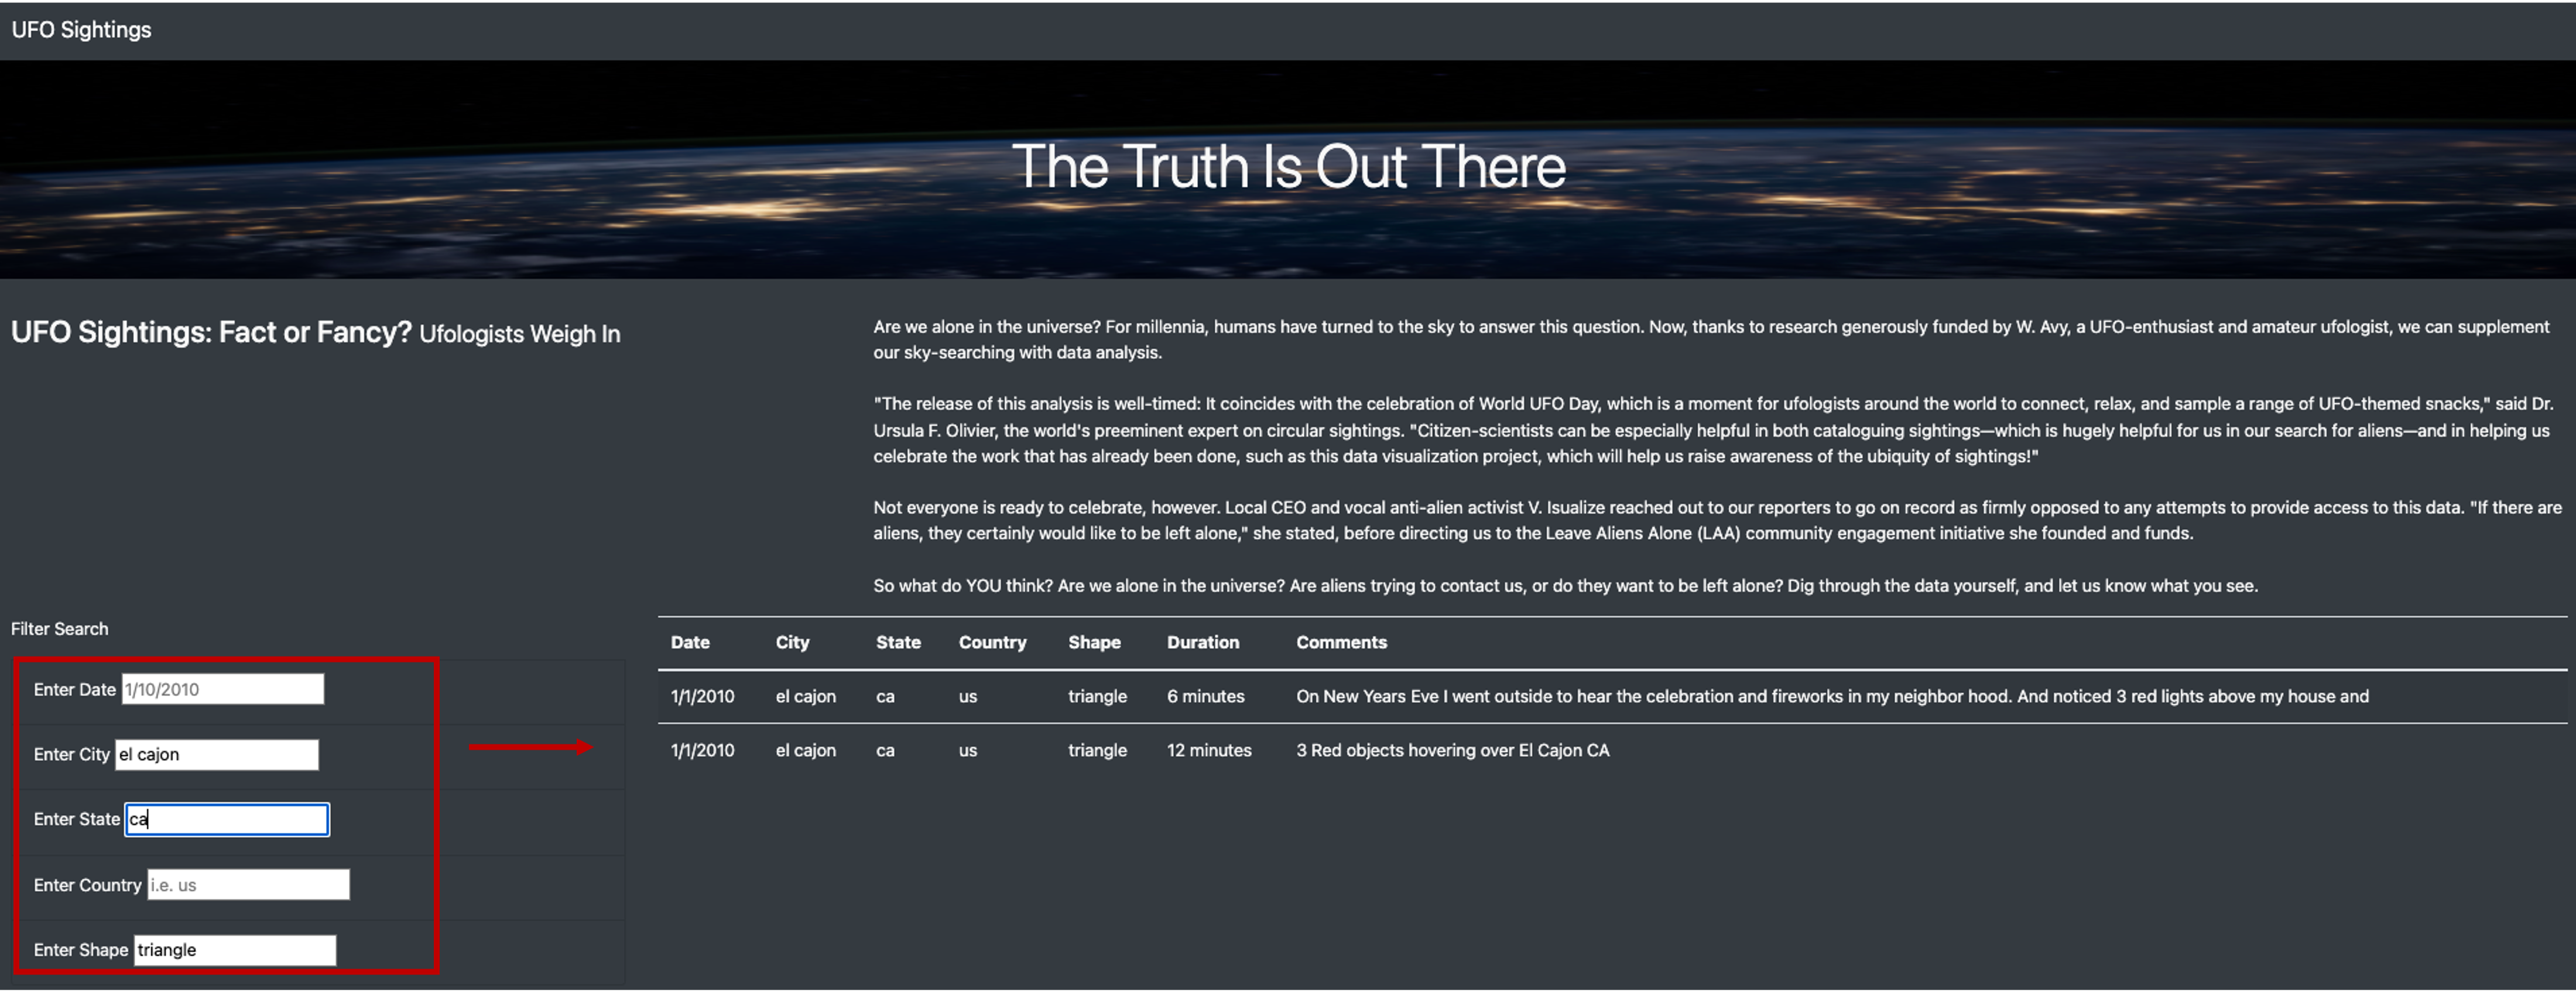 UFO Sightings
The Truth Is Out There
UFO Sightings: Fact or Fancy? Ufologists Weigh In
Are we alone in the universe? For millennia, humans have turned to the sky to answer this question. Now, thanks to research generously funded by W. Avy, a UFO-enthusiast and amateur ufologist, we can supplement
our sky-searching with data analysis.
"The release of this analysis is well-timed: It coincides with the celebration of World UFO Day, which is a moment for ufologists around the world to connect, relax, and sample a range of UFO-themed snacks," said Dr.
Ursula F. Olivier, the world's preeminent expert on circular sightings. "Citizen-scientists can be especially helpful in both cataloguing sightings—which is hugely helpful for us in our search for aliens—and in helping us
celebrate the work that has already been done, such as this data visualization project, which will help us raise awareness of the ubiquity of sightings!"
Not everyone is ready to celebrate, however. Local CEO and vocal anti-alien activist V. Isualize reached out to our reporters to go on record as firmly opposed to any attempts to provide access to this data. "If there are
aliens, they certainly would like to be left alone," she stated, before directing us to the Leave Aliens Alone (LAA) community engagement initiative she founded and funds.
So what do YOU think? Are we alone in the universe? Are aliens trying to contact us, or do they want to be left alone? Dig through the data yourself, and let us know what you see.
Filter Search
Enter Date 1/10/2010
Enter City el cajon
Enter State ca
Enter Country i.e. us
Enter Shape triangle
Date City State Country Shape Duration Comments
1/1/2010 el cajon ca us triangle 6 minutes On New Years Eve I went outside to hear the celebration and fireworks in my neighbor hood. And noticed 3 red lights above my house and
1/1/2010 el cajon ca us triangle 12 minutes 3 Red objects hovering over El Cajon CA